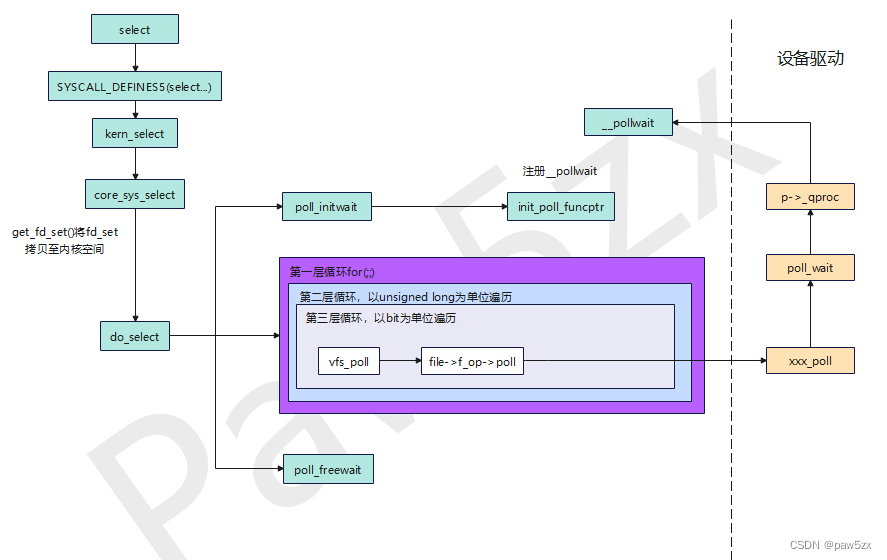 select
设备驱动
SYSCALL_DEFINES5(select...)
kern_select
__pollwait
注册__pollwait
core_sys_select
poll_initwait
init_poll_funcptr
p->_qproc
get_fd_set()将fd_set
拷贝至内核空间
poll_wait
第一层循环for(;;)
第二层循环，以unsigned long为单位遍历
第三层循环，以bit为单位遍历
do_select
vfs_poll
file->f_op->poll
xxx_poll
poll_freewait
Paw5zx
CSDN @paw5zx